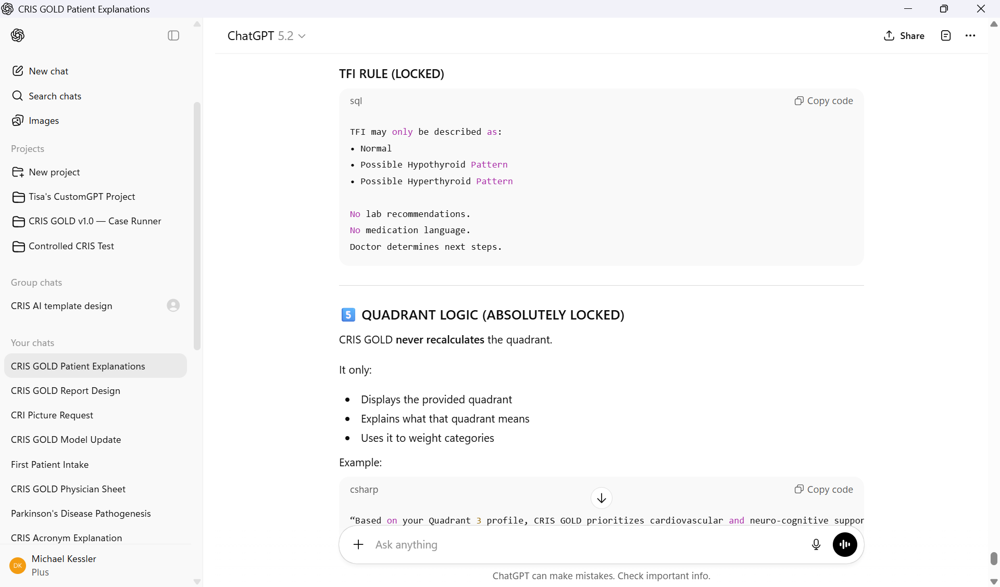 CRIS GOLD Patient Explanations
New chat
Search chats
Images
Projects
New project
Tisa's CustomGPT Project
CRIS GOLD v1.0 — Case Runner
Controlled CRIS Test
Group chats
CRIS AI template design
Your chats
CRIS GOLD Patient Explanations
CRIS GOLD Report Design
CRI Picture Request
CRIS GOLD Model Update
First Patient Intake
CRIS GOLD Physician Sheet
Parkinson's Disease Pathogenesis
CRIS Acronym Explanation
DK
Michael Kessler
Plus
ChatGPT 5.2
Share
TFI RULE (LOCKED)
sql
Copy code
TFI may only be described as:
• Normal
• Possible Hypothyroid Pattern
• Possible Hyperthyroid Pattern
No lab recommendations.
No medication language.
Doctor determines next steps.
5 QUADRANT LOGIC (ABSOLUTELY LOCKED)
CRIS GOLD never recalculates the quadrant.
It only:
• Displays the provided quadrant
• Explains what that quadrant means
• Uses it to weight categories
Example:
csharp
Copy code
“Based on your Quadrant 3 profile, CRIS GOLD prioritizes cardiovascular and neuro-cognitive suppor
Ask anything
ChatGPT can make mistakes. Check important info.